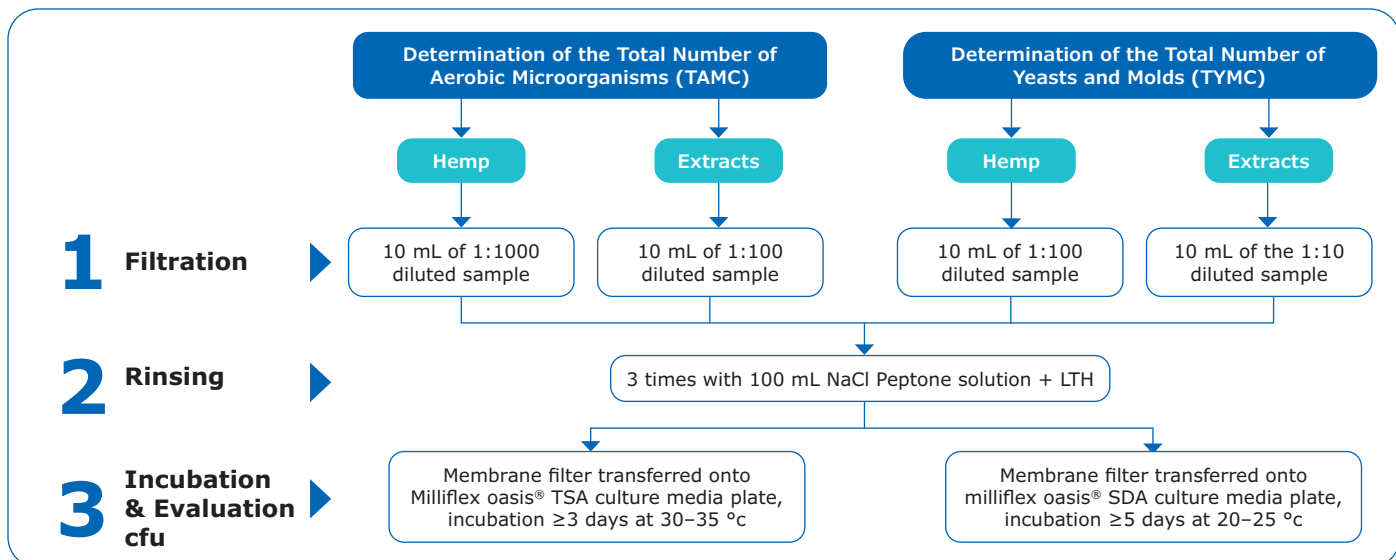 Determination of the Total Number of
Aerobic Microorganisms (TAMC)
Determination of the Total Number of
Yeasts and Molds (TYMC)
Hemp
Extracts
Hemp
Extracts
1 Filtration
10 mL of 1:1000
diluted sample
10 mL of 1:100
diluted sample
10 mL of 1:100
diluted sample
10 mL of the 1:10
diluted sample
2 Rinsing
3 times with 100 mL NaCl Peptone solution + LTH
3 Incubation
& Evaluation
cfu
Membrane filter transferred onto
Milliflex oasis® TSA culture media plate,
incubation ≥3 days at 30–35 °c
Membrane filter transferred onto
milliflex oasis® SDA culture media plate,
incubation ≥5 days at 20–25 °c